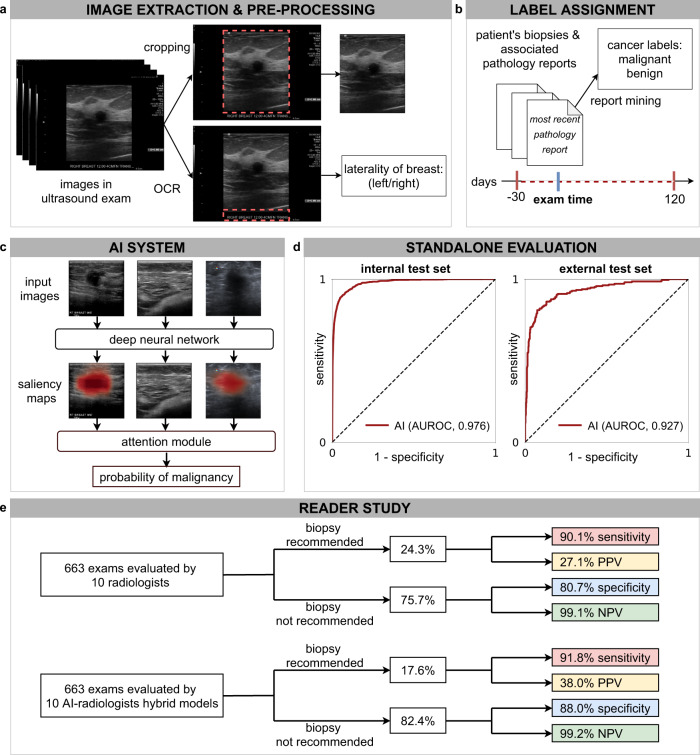 a
IMAGE EXTRACTION & PRE-PROCESSING
cropping
OCR
images in
ultrasound exam
laterality of breast:
(left/right)
b
LABEL ASSIGNMENT
patient's biopsies &
associated
pathology reports
cancer labels:
malignant
benign
report mining
most recent
pathology
report
days
-30
exam time
120
c
AI SYSTEM
input
images
deep neural network
saliency
maps
attention module
probability of malignancy
d
STANDALONE EVALUATION
internal test set
1
sensitivity
0
AI (AUROC, 0.976)
0
1
1 - specificity
external test set
1
sensitivity
0
AI (AUROC, 0.927)
0
1
1 - specificity
e
READER STUDY
663 exams evaluated by
10 radiologists
biopsy
recommended
24.3%
90.1% sensitivity
27.1% PPV
75.7%
biopsy
not recommended
80.7% specificity
99.1% NPV
663 exams evaluated by
10 AI-radiologists hybrid models
biopsy
recommended
17.6%
91.8% sensitivity
38.0% PPV
82.4%
biopsy
not recommended
88.0% specificity
99.2% NPV